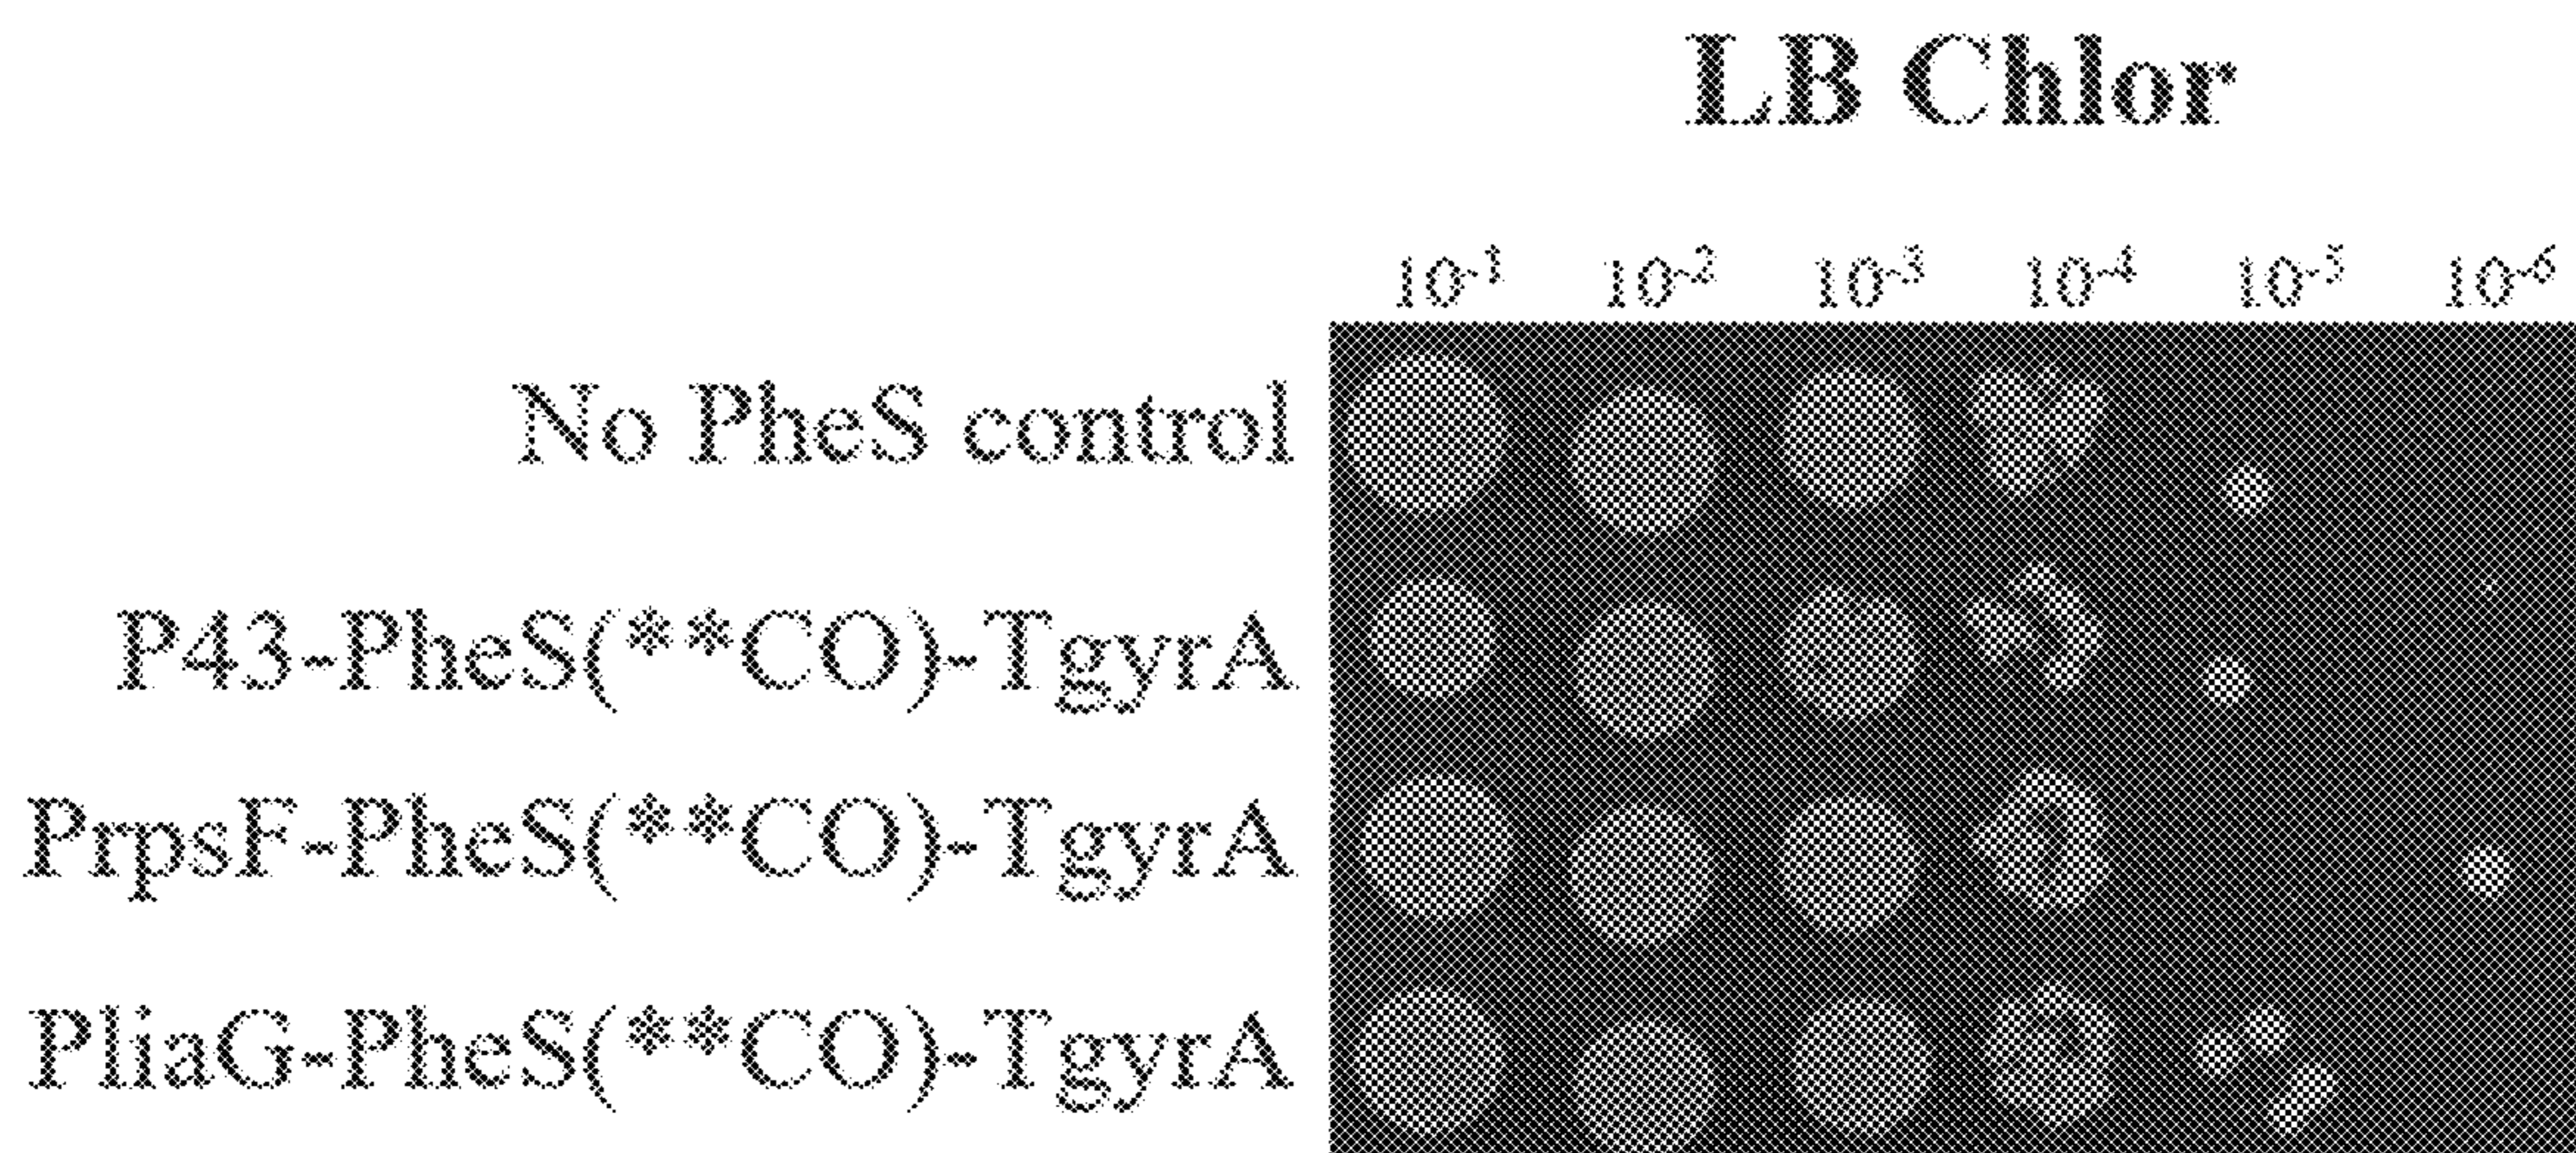 LB Chlor
10⁻¹ 10⁻² 10⁻³ 10⁻⁴ 10⁻⁵ 10⁻⁶
No PheS control
P43-PheS(**CO)-TgyrA
PrpsF-PheS(**CO)-TgyrA
PliaG-PheS(**CO)-TgyrA